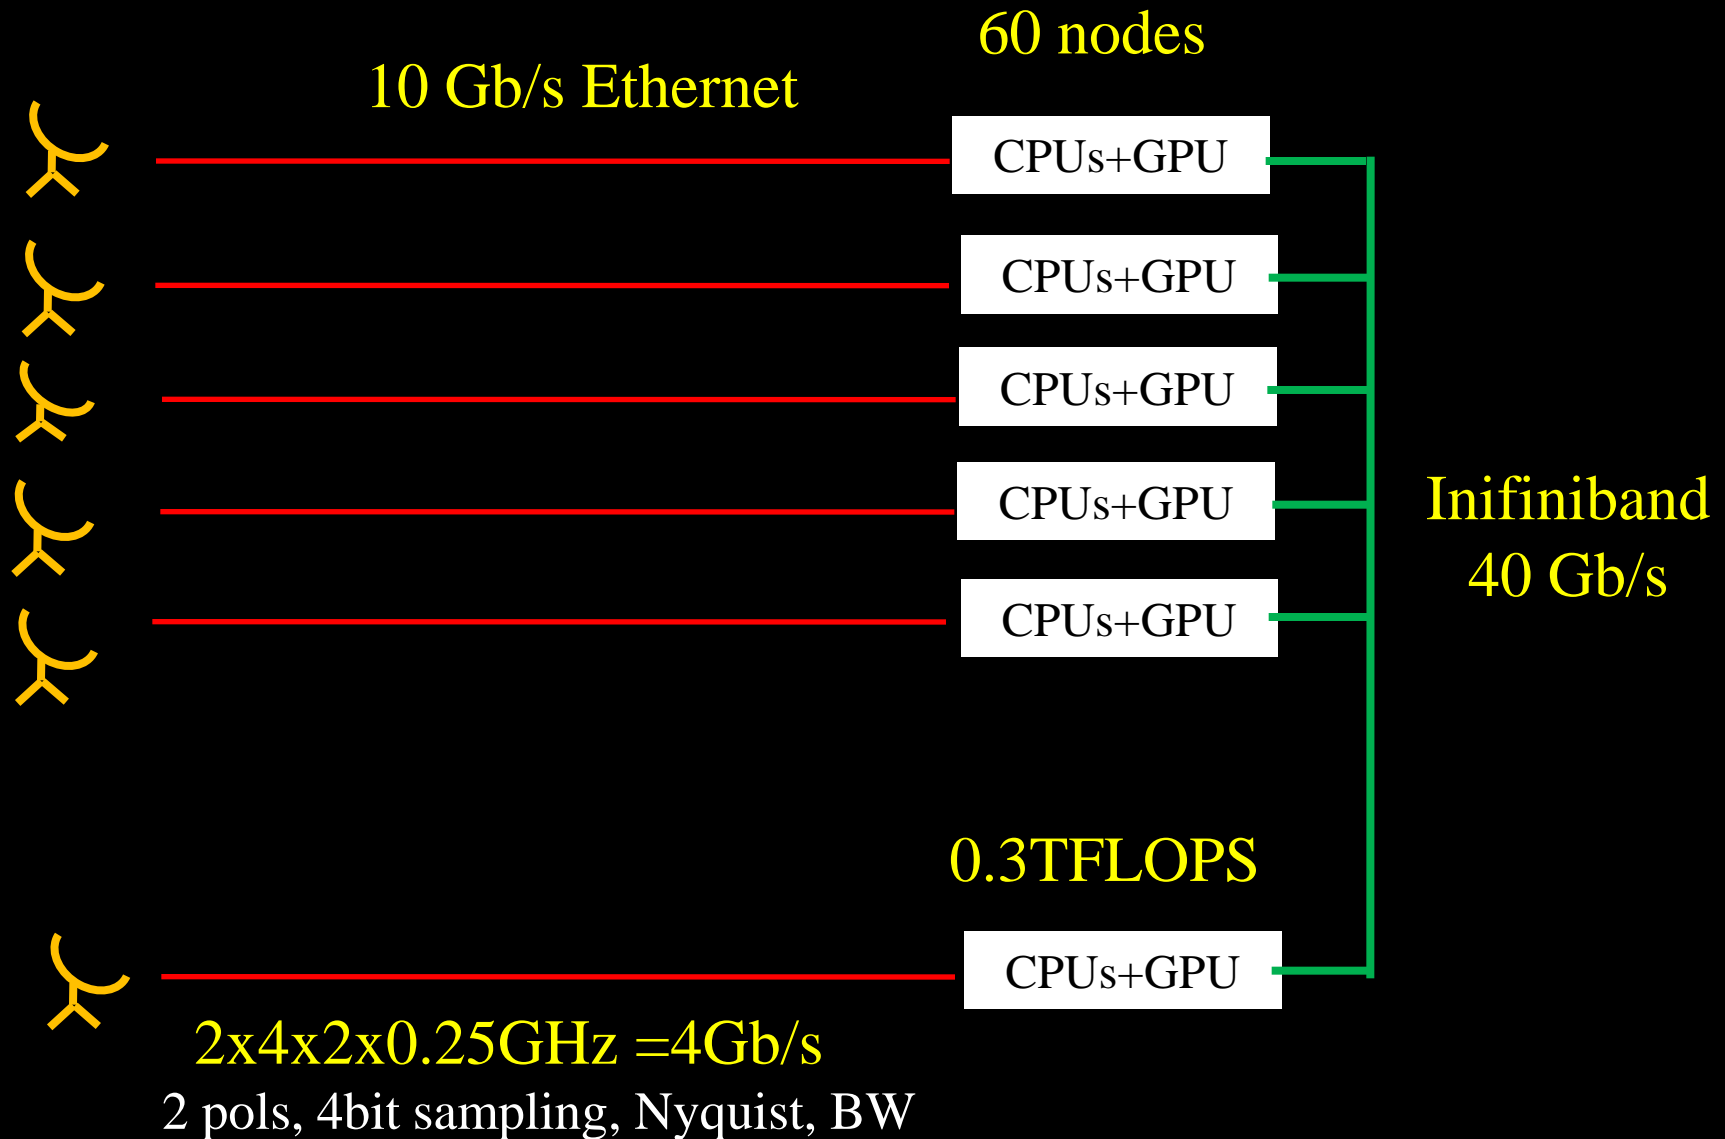 60 nodes
10 Gb/s Ethernet
CPUs+GPU
CPUs+GPU
CPUs+GPU
CPUs+GPU
CPUs+GPU
Inifiniband
40 Gb/s
0.3TFLOPS
CPUs+GPU
2x4x2x0.25GHz =4Gb/s
2 pols, 4bit sampling, Nyquist, BW